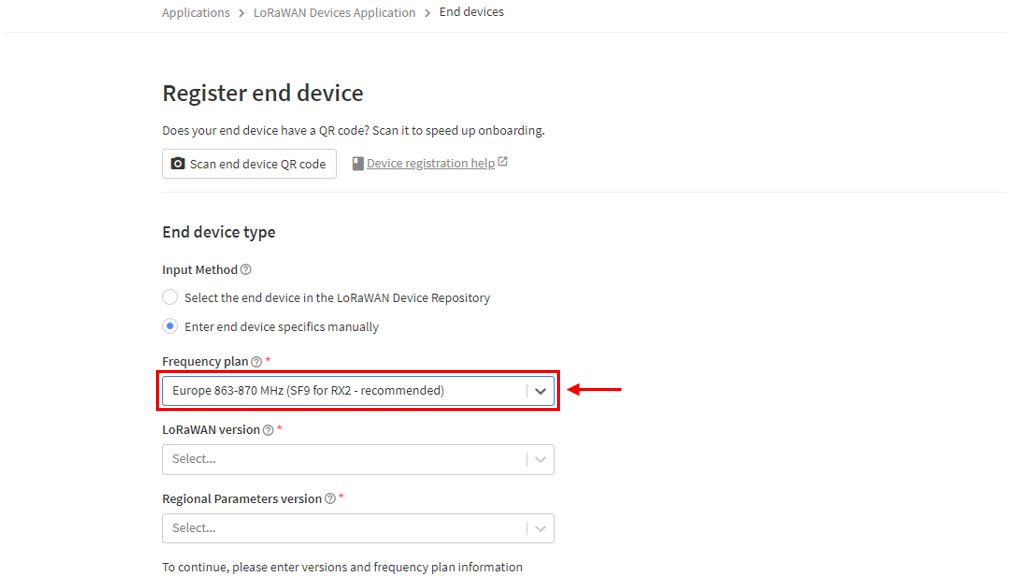 Applications > LoRaWAN Devices Application > End devices
Register end device
Does your end device have a QR code? Scan it to speed up onboarding.
Scan end device QR code Device registration help
End device type
Input Method
Select the end device in the LoRaWAN Device Repository
Enter end device specifics manually
Frequency plan *
Europe 863-870 MHz (SF9 for RX2 - recommended)
LoRaWAN version *
Select...
Regional Parameters version *
Select...
To continue, please enter versions and frequency plan information